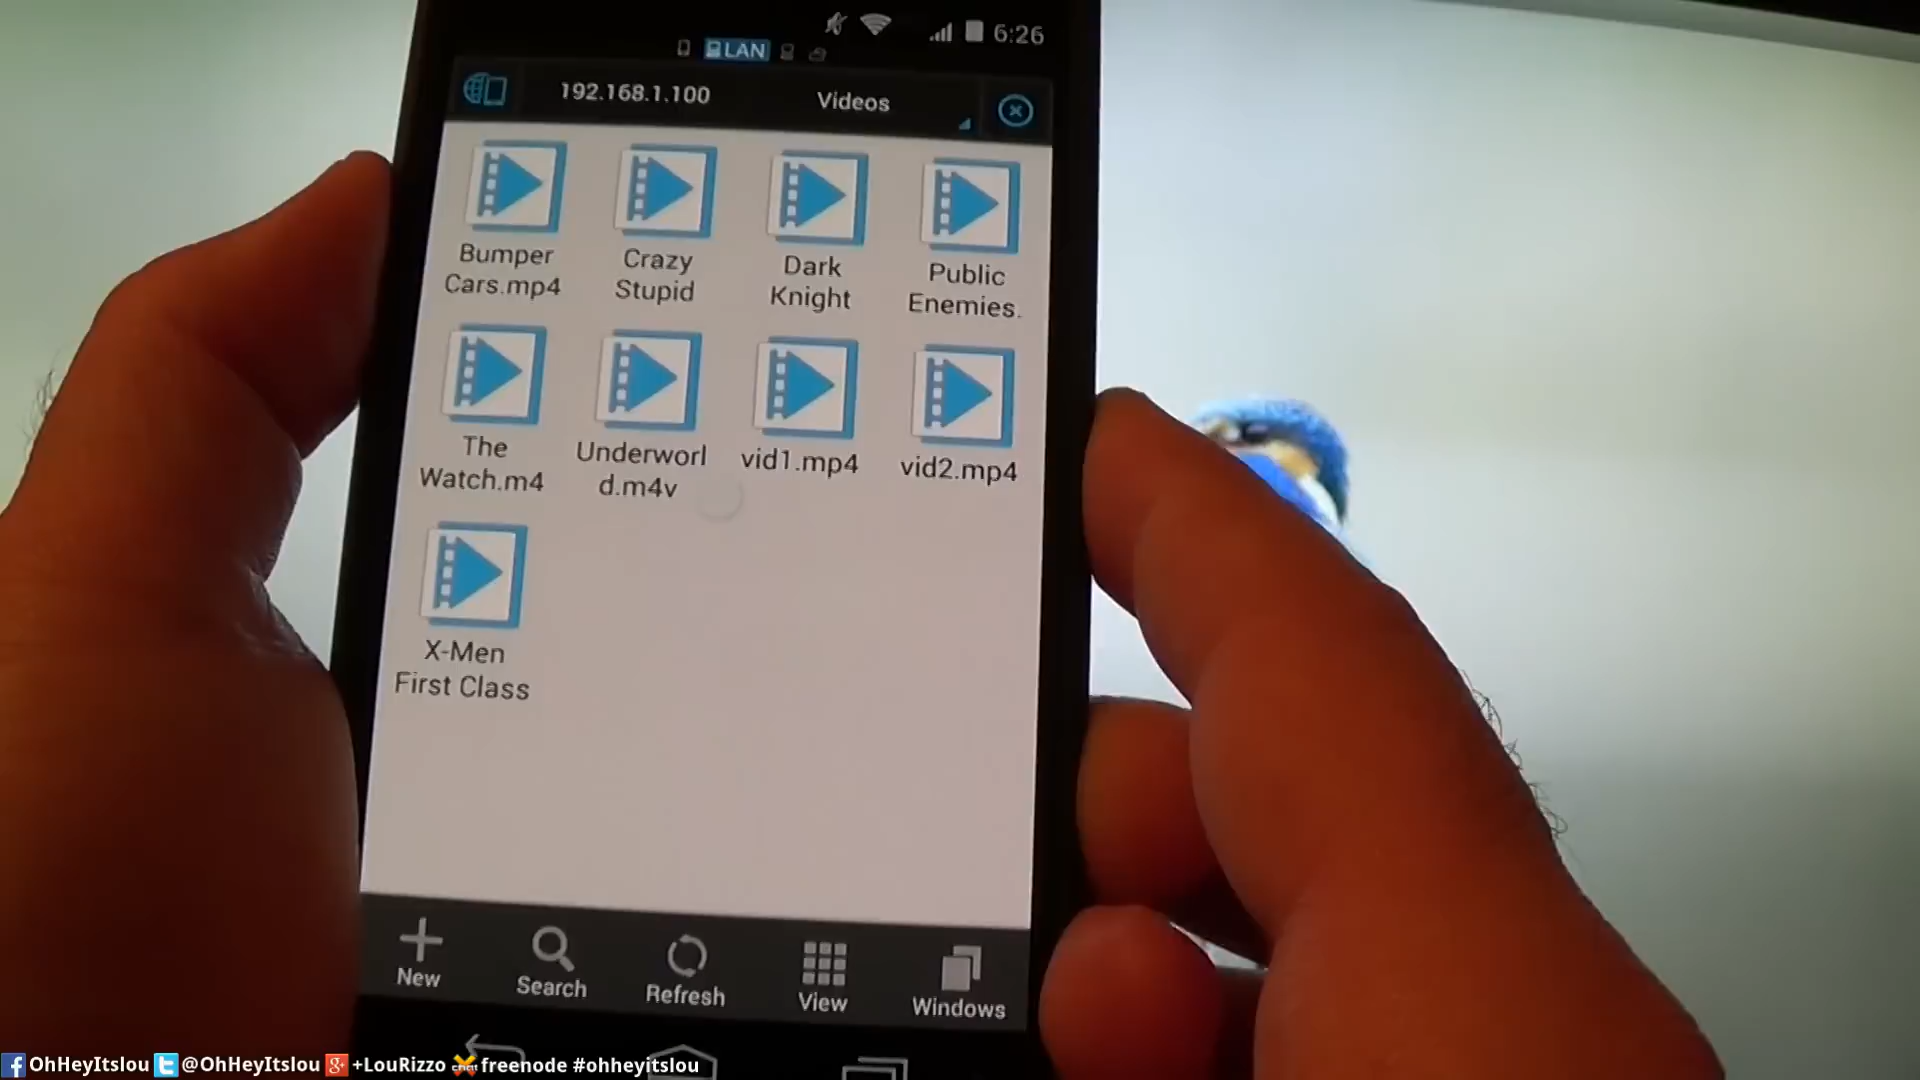 6:26
LAN
192.168.1.100 Videos
Bumper Cars.mp4
Crazy Stupid
Dark Knight
Public Enemies.
The Watch.m4
Underworl
d.m4v
vid1.mp4
vid2.mp4
X-Men
First Class
New
Search
Refresh
View
Windows
OhHeyItslou @OhHeyItslou +LouRizzo freenode #ohheyitslou